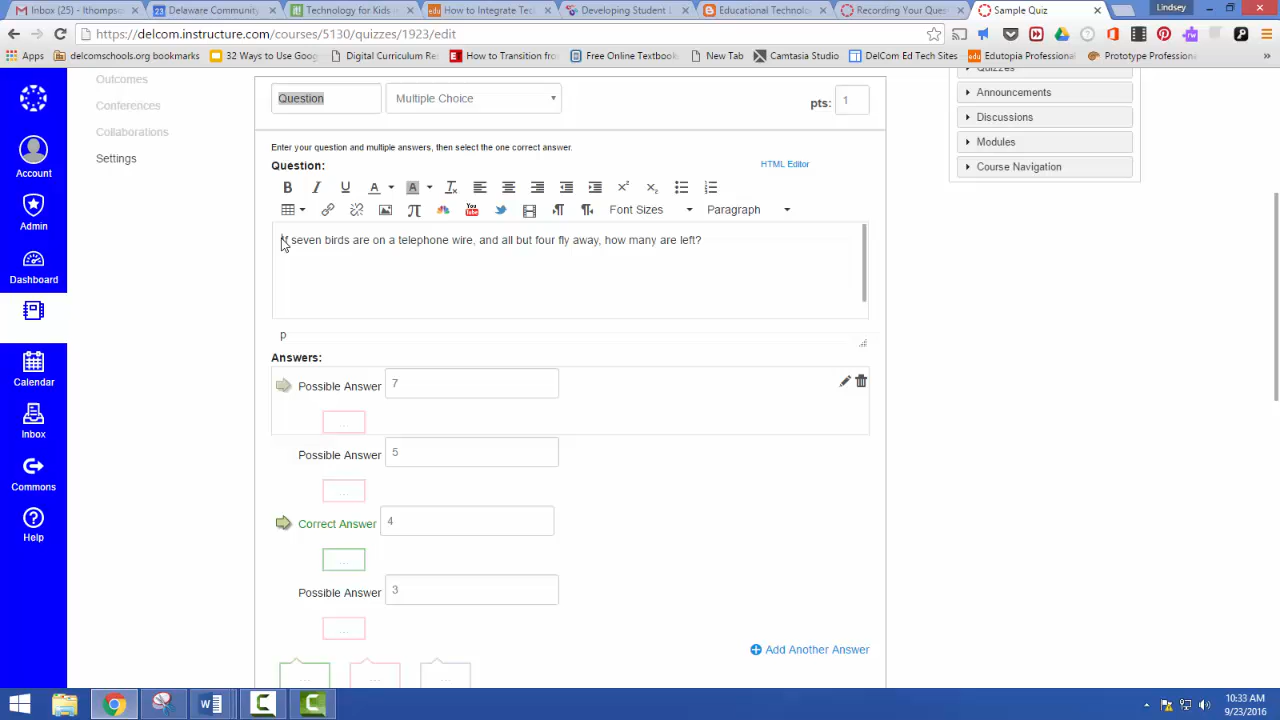 Inbox (25) - lthompson
Delaware Community
Technology for Kids
How to Integrate Tec
Developing Student
Educational Technolo
Recording Your Ques
Sample Quiz
Lindsey
https://delcom.instructure.com/courses/5130/quizzes/1923/edit
Apps
delcomschools.org bookmarks
32 Ways to Use Goog
Digital Curriculum Re
How to Transition
Free Online Textbook
New Tab
Camtasia Studio
DelCom Ed Tech Sites
Edutopia Professional
Prototype Professional
»
Outcomes
Conferences
Collaborations
Settings
Account
Admin
Dashboard
Calendar
Inbox
Commons
Help
Question
Multiple Choice
pts: 1
Enter your question and multiple answers, then select the one correct answer.
Question:
HTML Editor
Font Sizes
Paragraph
If seven birds are on a telephone wire, and all but four fly away, how many are left?
p
Answers:
Possible Answer 7
...
Possible Answer 5
...
Correct Answer 4
...
Possible Answer 3
...
Add Another Answer
... ... ...
Quizzes
Announcements
Discussions
Modules
Course Navigation
10:33 AM
9/23/2016